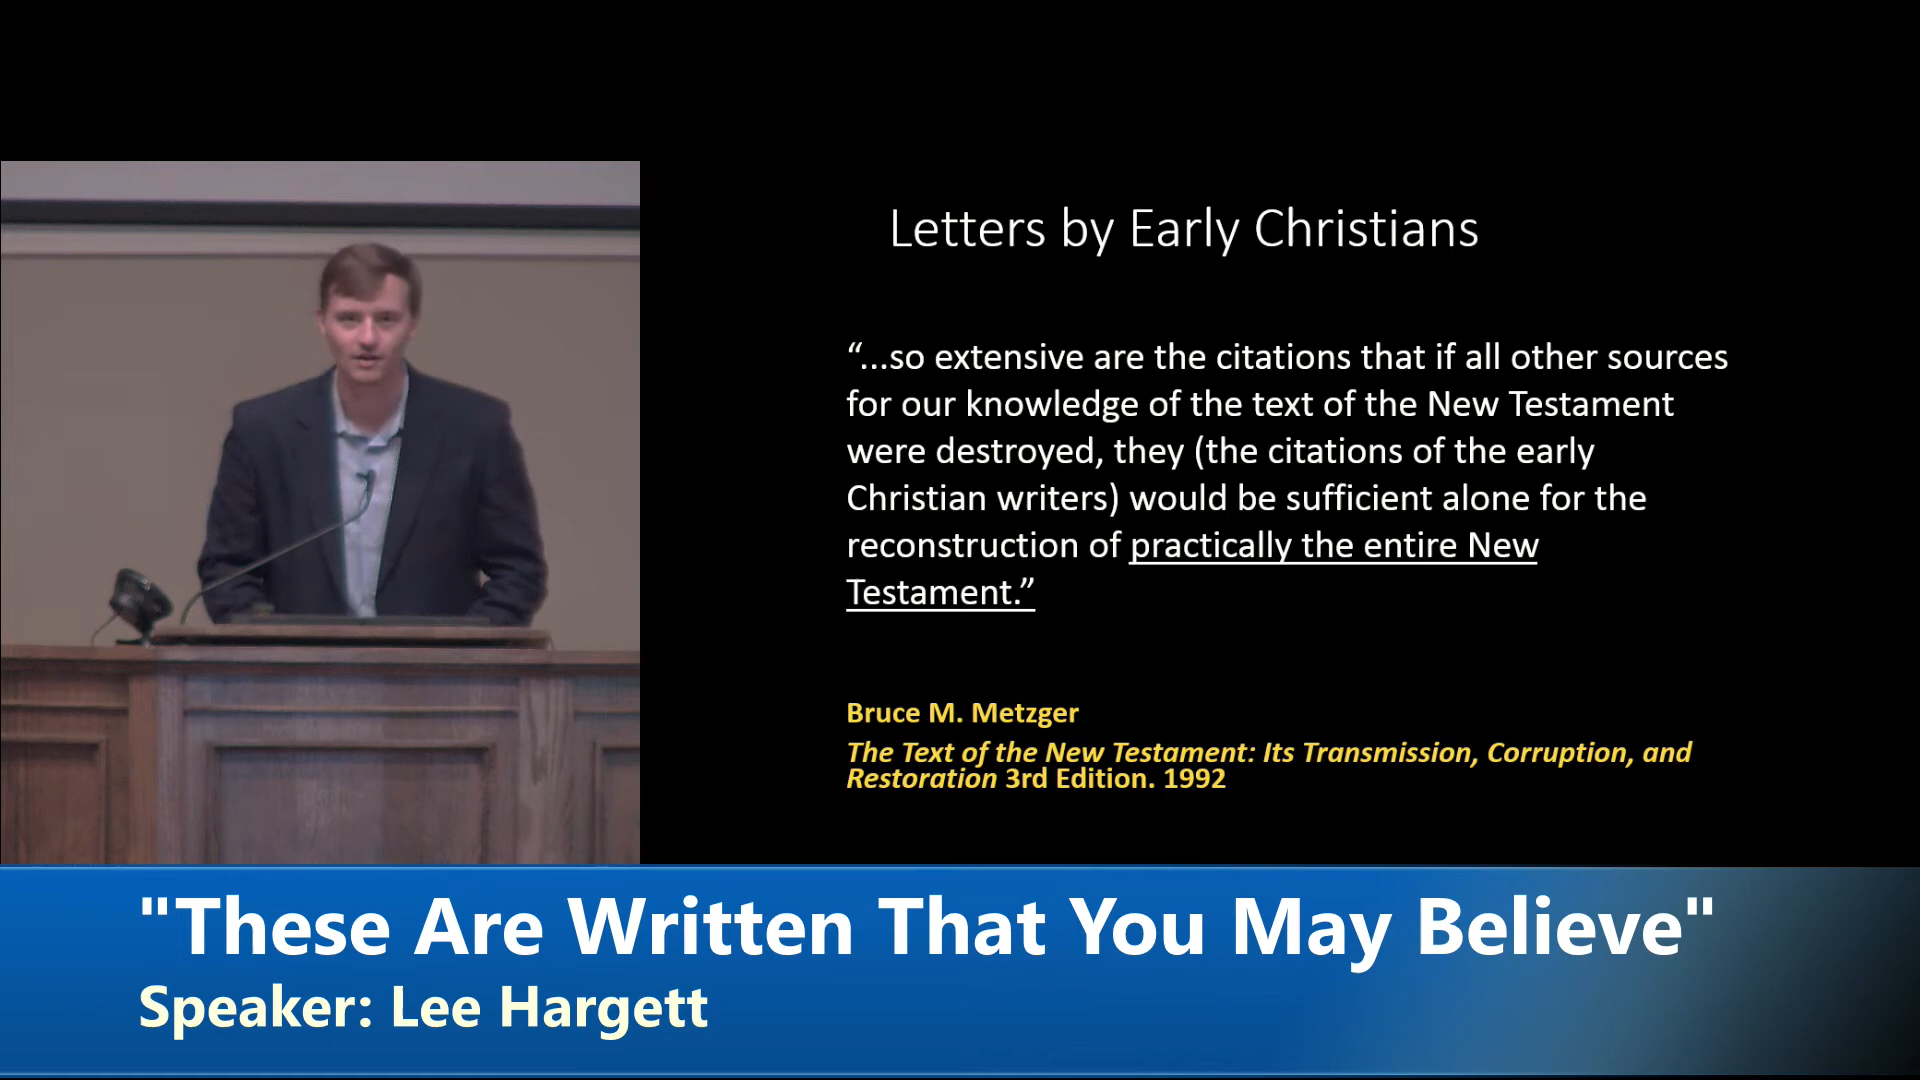 Letters by Early Christians
“...so extensive are the citations that if all other sources
for our knowledge of the text of the New Testament
were destroyed, they (the citations of the early
Christian writers) would be sufficient alone for the
reconstruction of practically the entire New
Testament.”
Bruce M. Metzger
The Text of the New Testament: Its Transmission, Corruption, and
Restoration 3rd Edition. 1992
"These Are Written That You May Believe"
Speaker: Lee Hargett